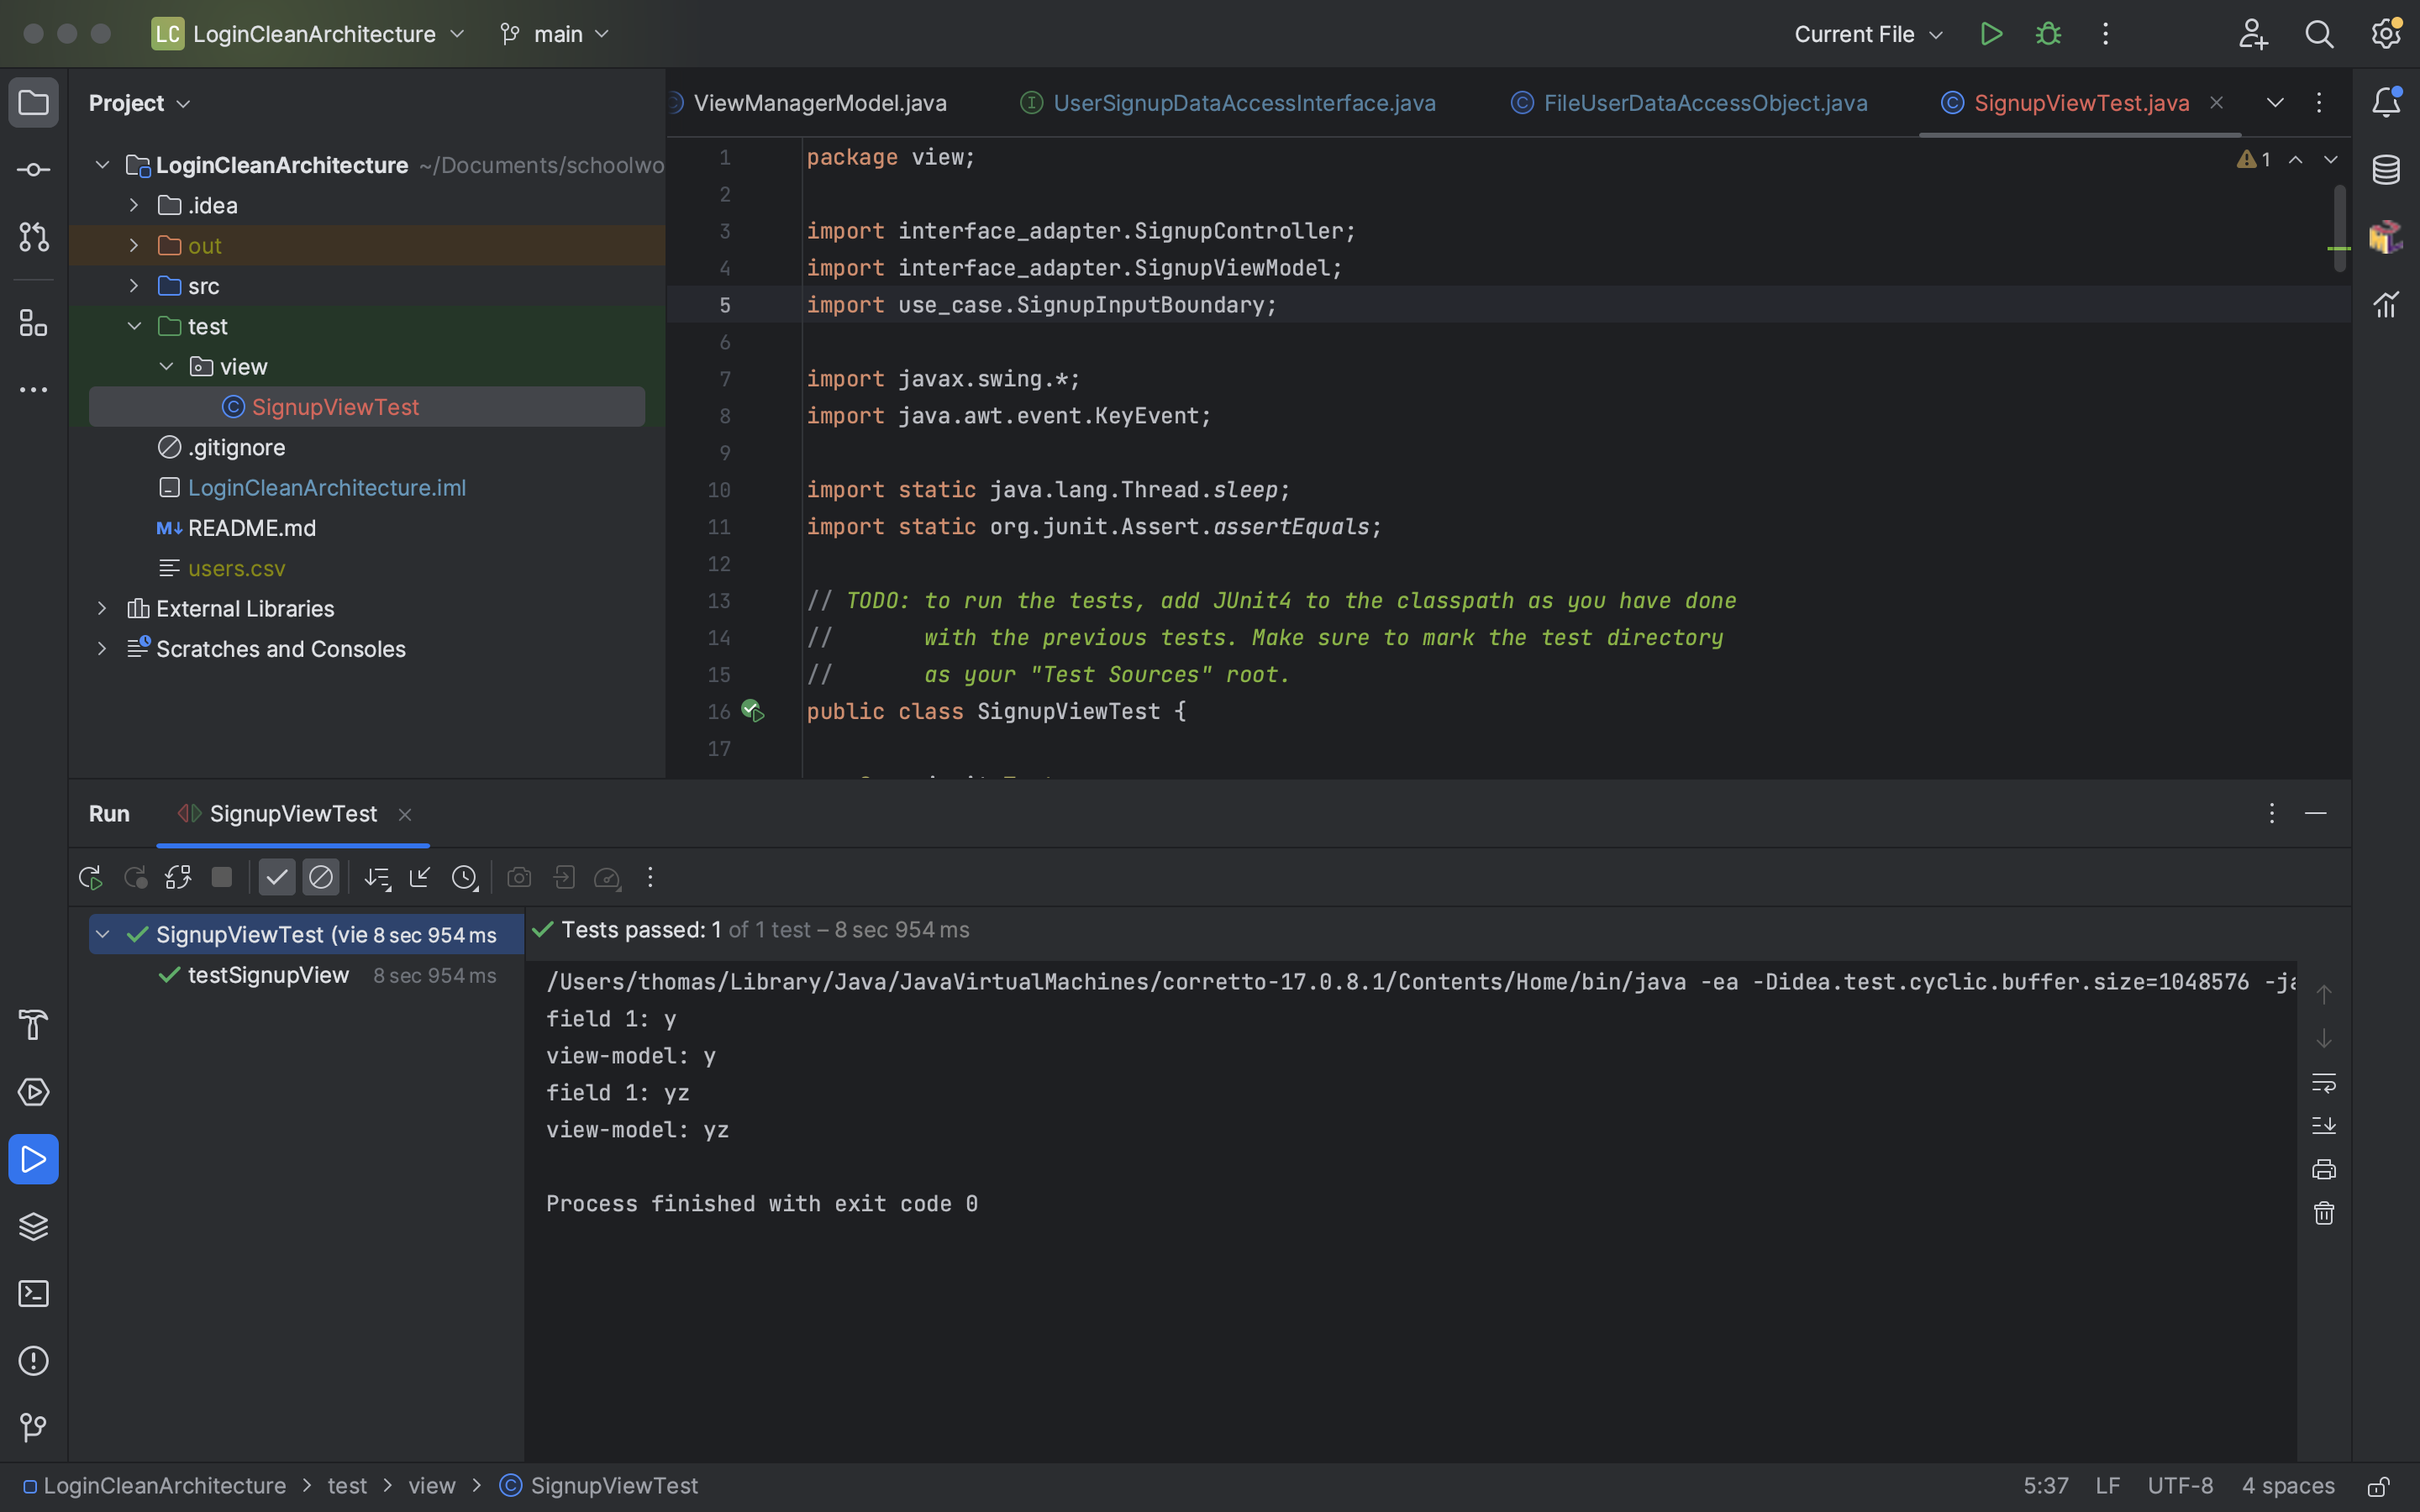 LC LoginCleanArchitecture main Current File
Project
ViewManagerModel.java UserSignupDataAccessInterface.java FileUserDataAccessObject.java SignupViewTest.java
LoginCleanArchitecture ~/Documents/schoolwo
.idea
out
src
test
view
SignupViewTest
.gitignore
LoginCleanArchitecture.iml
M↓ README.md
users.csv
External Libraries
Scratches and Consoles
1
1 package view;
2
3 import interface_adapter.SignupController;
4 import interface_adapter.SignupViewModel;
5 import use_case.SignupInputBoundary;
6
7 import javax.swing.*;
8 import java.awt.event.KeyEvent;
9
10 import static java.lang.Thread.sleep;
11 import static org.junit.Assert.assertEquals;
12
13 // TODO: to run the tests, add JUnit4 to the classpath as you have done
14 // with the previous tests. Make sure to mark the test directory
15 // as your "Test Sources" root.
16 public class SignupViewTest {
17
Run SignupViewTest
SignupViewTest (vie 8 sec 954 ms
testSignupView 8 sec 954 ms
Tests passed: 1 of 1 test – 8 sec 954 ms
/Users/thomas/Library/Java/JavaVirtualMachines/corretto-17.0.8.1/Contents/Home/bin/java -ea -Didea.test.cyclic.buffer.size=1048576 -ja
field 1: y
view-model: y
field 1: yz
view-model: yz
Process finished with exit code 0
LoginCleanArchitecture > test > view > SignupViewTest
5:37 LF UTF-8 4 spaces